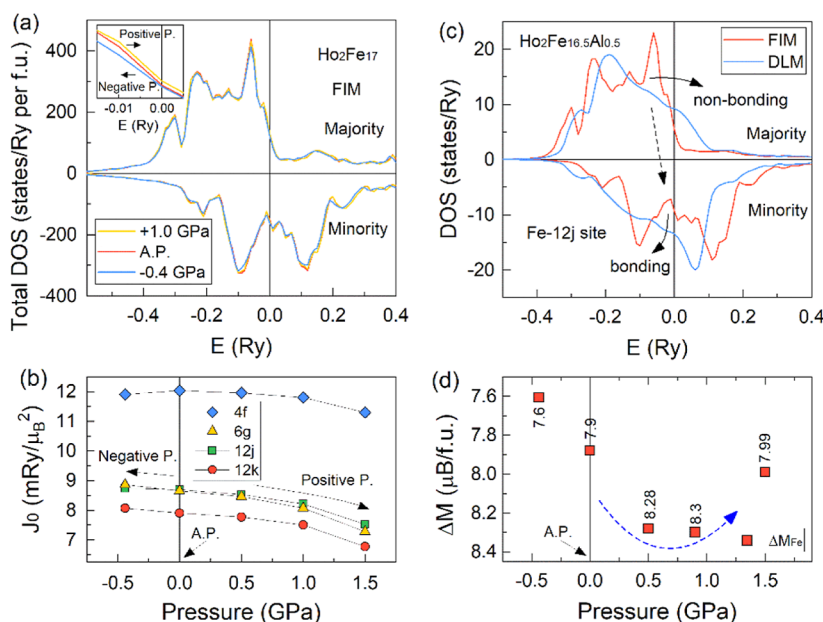 (a)
Positive P.
Negative P.
-0.01 0.00
E (Ry)
Ho2Fe17
FIM
Majority
Minority
+1.0 GPa
A.P.
-0.4 GPa
400
200
0
-200
-400
Total DOS (states/Ry per f.u.)
-0.4 -0.2 0.0 0.2 0.4
E (Ry)
(c)
Ho2Fe16.5Al0.5
FIM
DLM
non-bonding
Majority
Minority
Fe-12j site
bonding
20
10
0
-10
-20
DOS (states/Ry)
-0.4 -0.2 0.0 0.2 0.4
E (Ry)
(b)
12
11
10
9
8
7
J0 (mRy/μB2)
4f
6g
12j
12k
Negative P.
Positive P.
A.P.
-0.5 0.0 0.5 1.0 1.5
Pressure (GPa)
(d)
7.6
7.8
8.0
8.2
8.4
ΔM (μB/f.u.)
7.6
7.9
8.28
8.3
7.99
A.P.
ΔMFe
-0.5 0.0 0.5 1.0 1.5
Pressure (GPa)